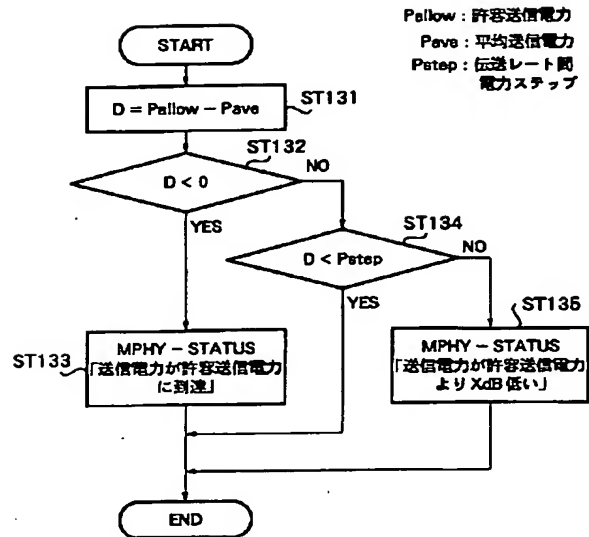 Pallow : 許容送信電力
Pave : 平均送信電力
Pstep : 伝送レート間
電力ステップ
START
D = Pallow − Pave
ST131
ST132
D < 0
NO
YES
ST134
D < Pstep
NO
YES
ST133
MPHY − STATUS
「送信電力が許容送信電力
に到達」
ST135
MPHY − STATUS
「送信電力が許容送信電力
より XdB 低い」
END